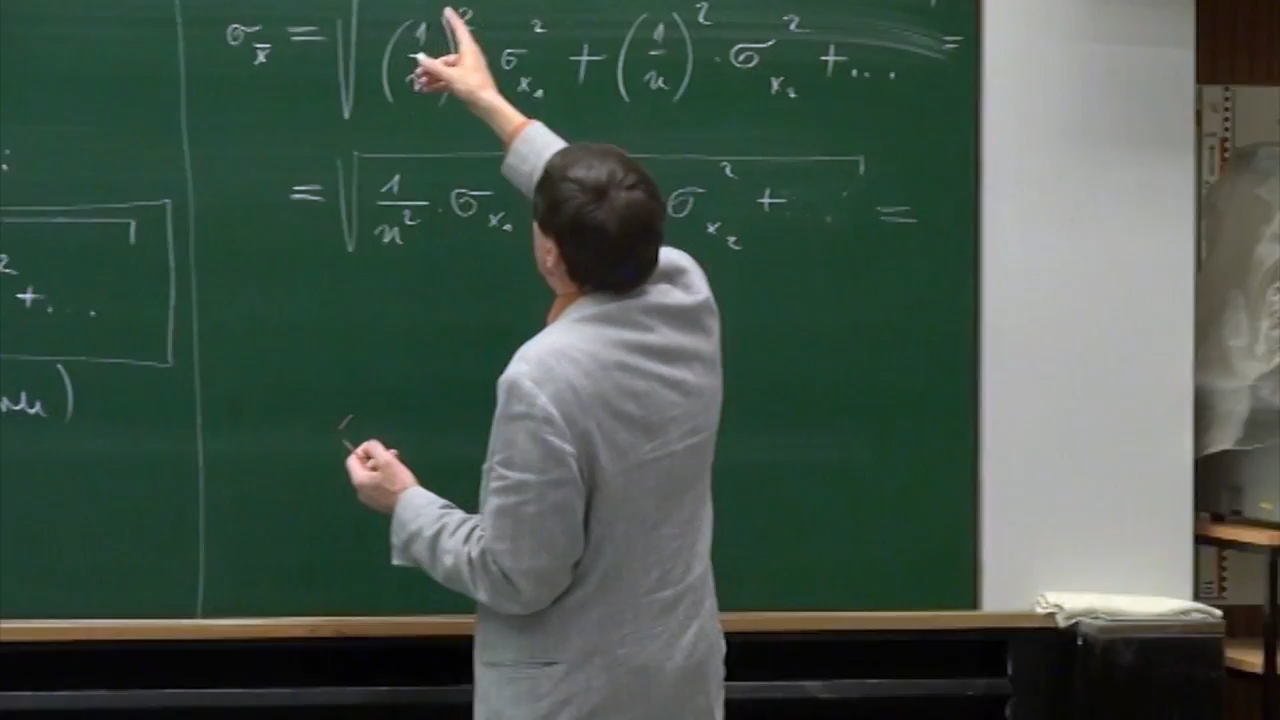 2
+...
)
σ_x̄ = √ (1/n)² σ_x₁² + (1/n)² · σ_x₂² + ... =
= √ 1/n² · σ_x₁ σ_x₂² + ... =